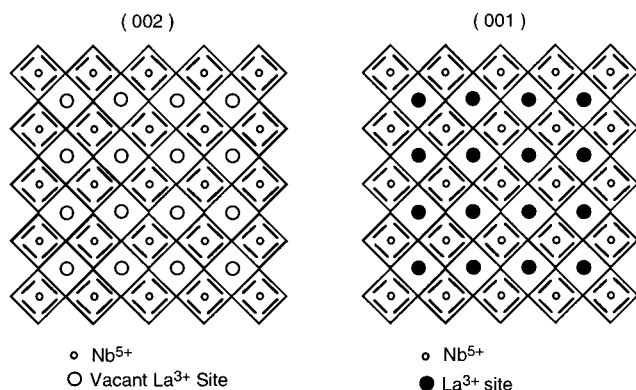 ( 002 )
( 001 )
Nb5+
Vacant La3+ Site
Nb5+
La3+ site